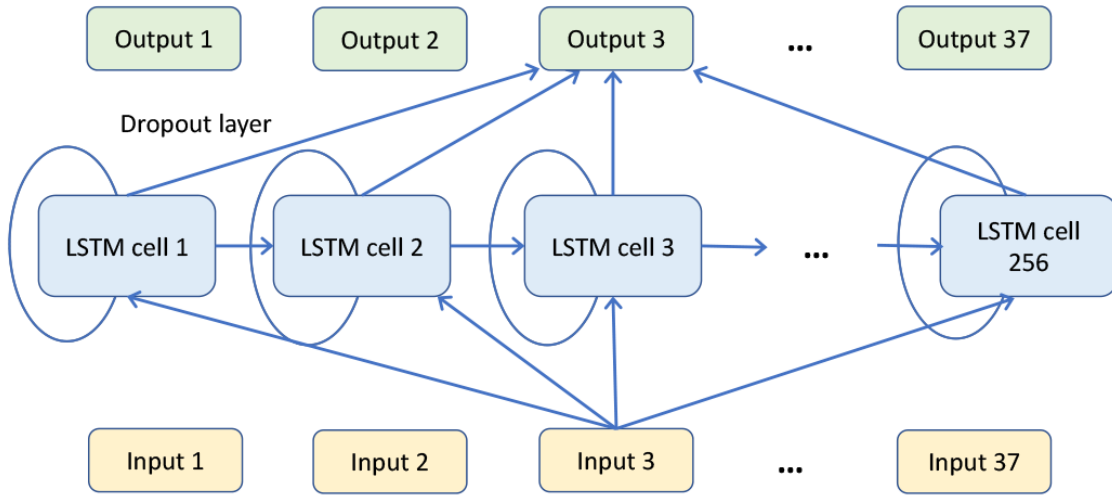 Output 1
Output 2
Output 3
...
Output 37
Dropout layer
LSTM cell 1
LSTM cell 2
LSTM cell 3
...
LSTM cell
256
Input 1
Input 2
Input 3
...
Input 37